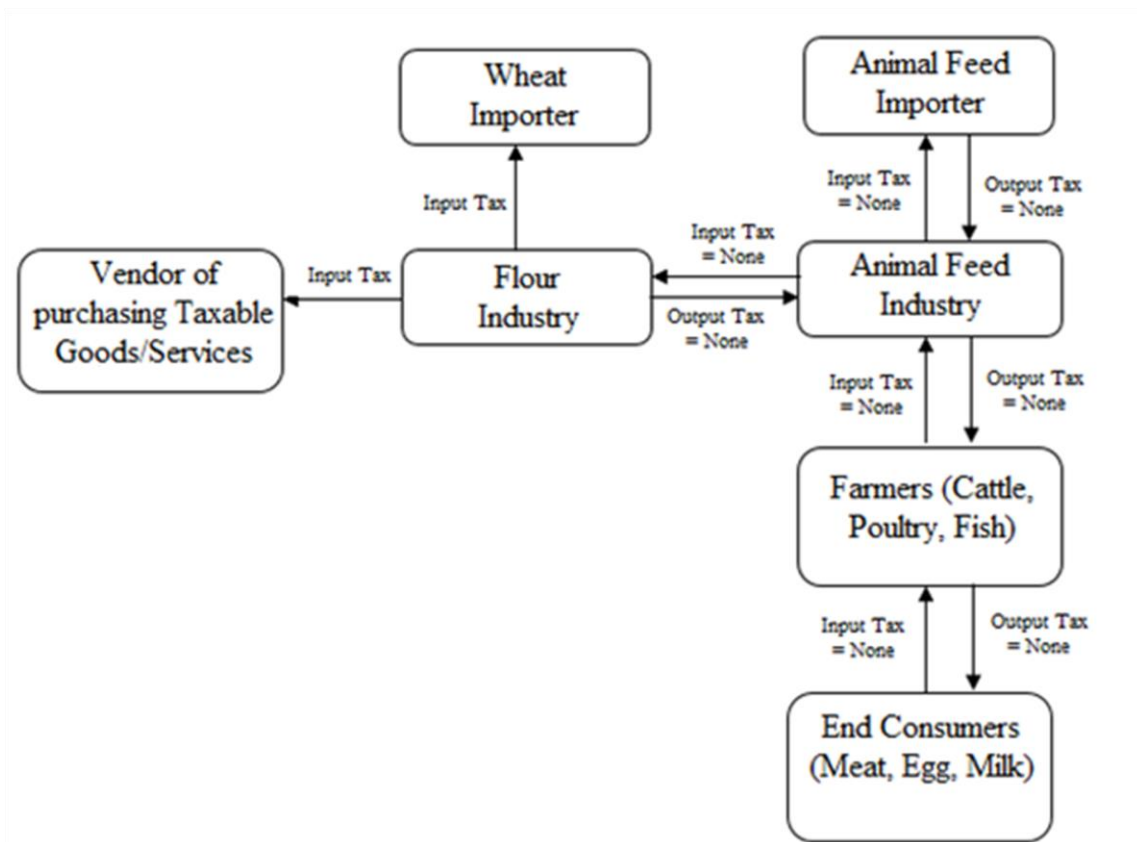 Wheat
Importer
Animal Feed
Importer
Input Tax
Input Tax
= None
Output Tax
= None
Vendor of
purchasing Taxable
Goods/Services
Input Tax
Flour
Industry
Input Tax
= None
Output Tax
= None
Animal Feed
Industry
Input Tax
= None
Output Tax
= None
Farmers (Cattle,
Poultry, Fish)
Input Tax
= None
Output Tax
= None
End Consumers
(Meat, Egg, Milk)